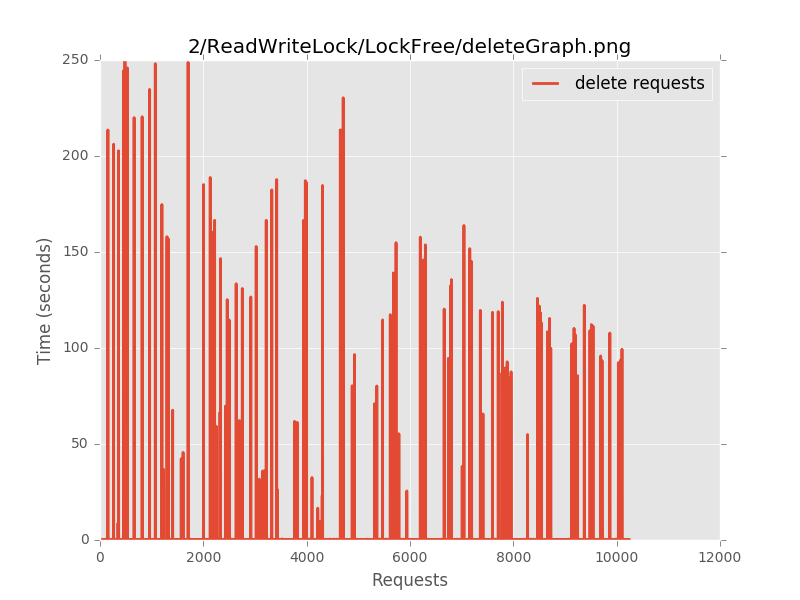 2/ReadWriteLock/LockFree/deleteGraph.png
delete requests
250
200
150
100
50
0
Time (seconds)
0 2000 4000 6000 8000 10000 12000
Requests